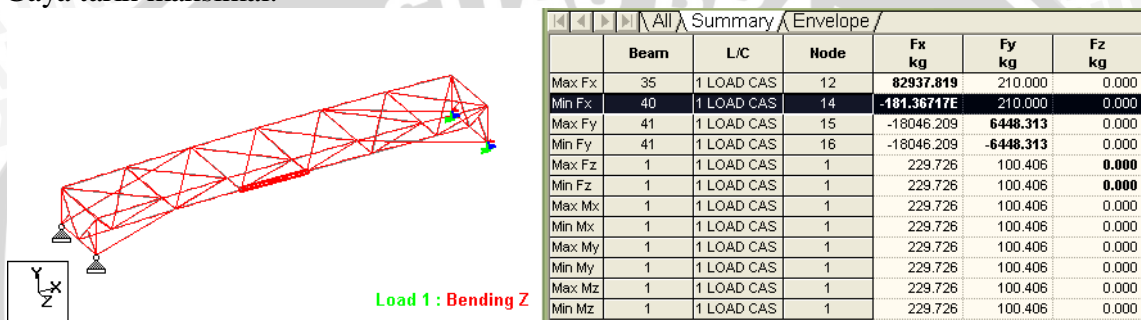 All Summary Envelope
Beam L/C Node Fx kg Fy kg Fz kg
Max Fx 35 1 LOAD CAS 12 82937.819 210.000 0.000
Min Fx 40 1 LOAD CAS 14 -181.36717E 210.000 0.000
Max Fy 41 1 LOAD CAS 15 -18046.209 6448.313 0.000
Min Fy 41 1 LOAD CAS 16 -18046.209 -6448.313 0.000
Max Fz 1 1 LOAD CAS 1 229.726 100.406 0.000
Min Fz 1 1 LOAD CAS 1 229.726 100.406 0.000
Max Mx 1 1 LOAD CAS 1 229.726 100.406 0.000
Min Mx 1 1 LOAD CAS 1 229.726 100.406 0.000
Max My 1 1 LOAD CAS 1 229.726 100.406 0.000
Min My 1 1 LOAD CAS 1 229.726 100.406 0.000
Max Mz 1 1 LOAD CAS 1 229.726 100.406 0.000
Min Mz 1 1 LOAD CAS 1 229.726 100.406 0.000
Y
X
Z
Load 1 : Bending Z